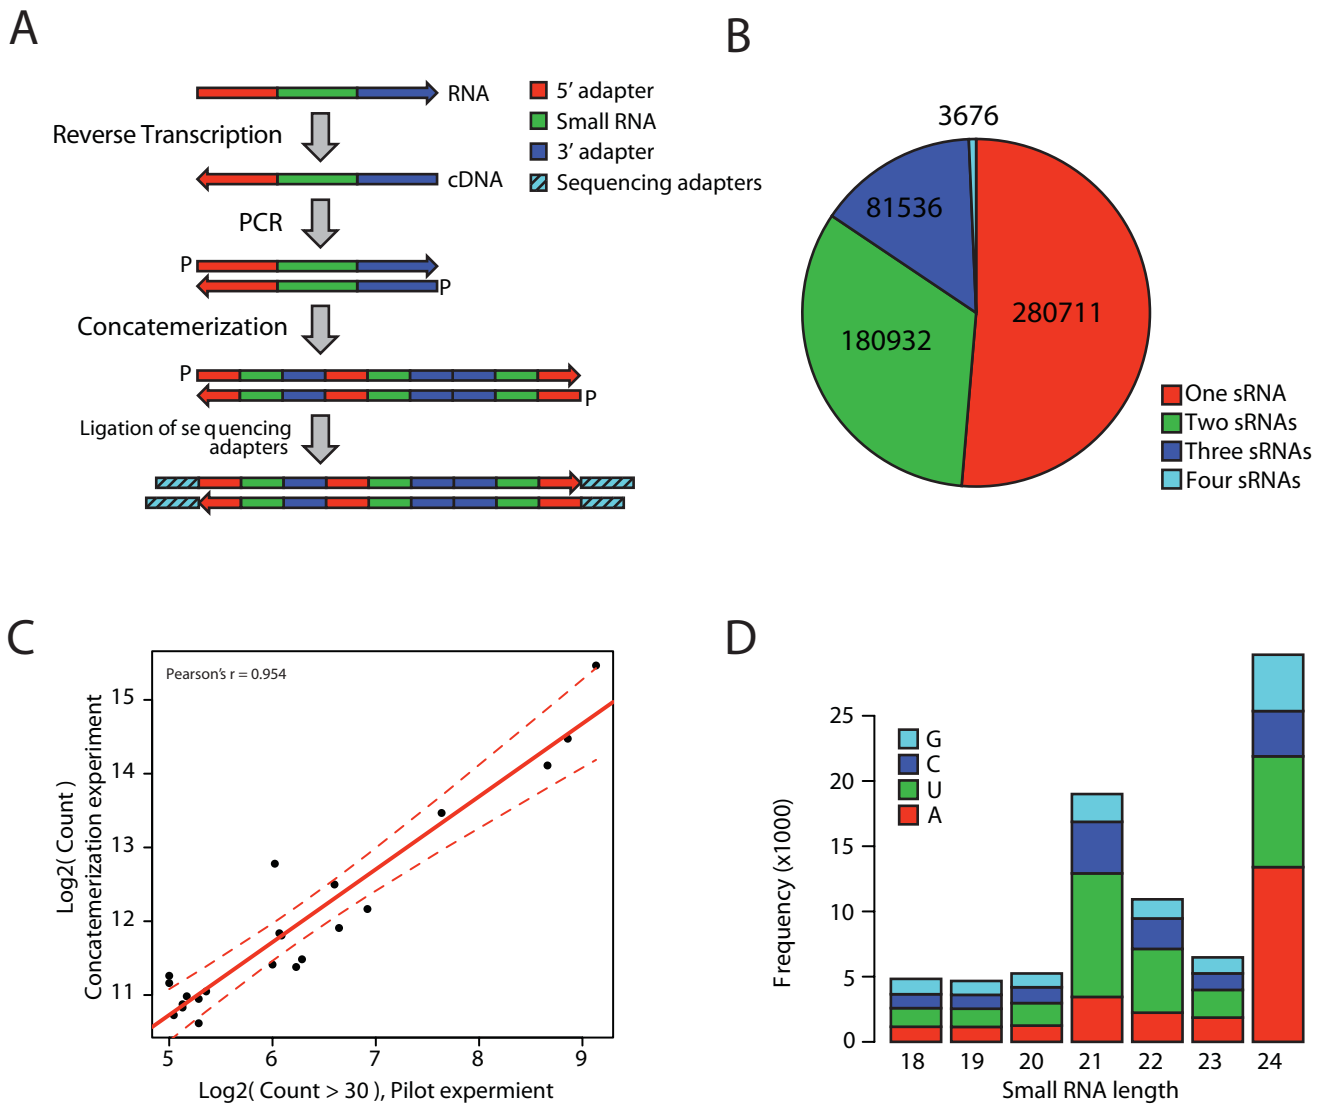 A
RNA
5’ adapter
Small RNA
3’ adapter
Sequencing adapters
Reverse Transcription
cDNA
PCR
P
P
Concatemerization
P
P
Ligation of sequencing
adapters
B
3676
81536
280711
180932
One sRNA
Two sRNAs
Three sRNAs
Four sRNAs
C
Pearson's r = 0.954
Log2( Count )
Concatemerization experiment
15
14
13
12
11
5 6 7 8 9
Log2( Count > 30 ), Pilot expermient
D
G
C
U
A
Frequency (x1000)
25
20
15
10
5
0
18 19 20 21 22 23 24
Small RNA length